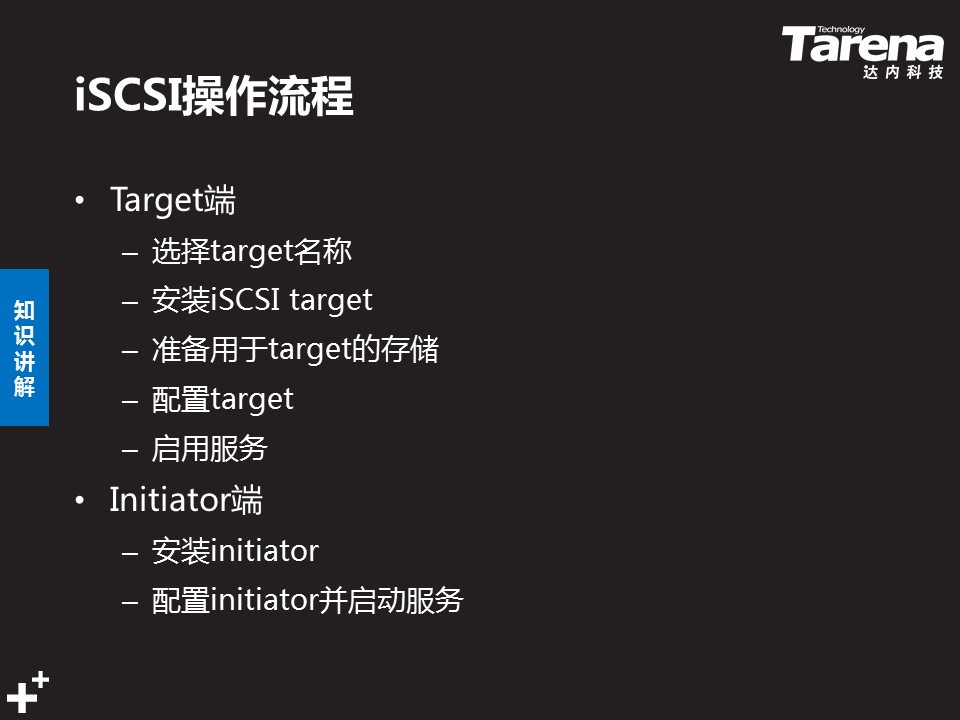 Technology
Tarena
达内科技
iSCSI操作流程
• Target端
– 选择target名称
– 安装iSCSI target
– 准备用于target的存储
– 配置target
– 启用服务
• Initiator端
– 安装initiator
– 配置initiator并启动服务
知
识
讲
解